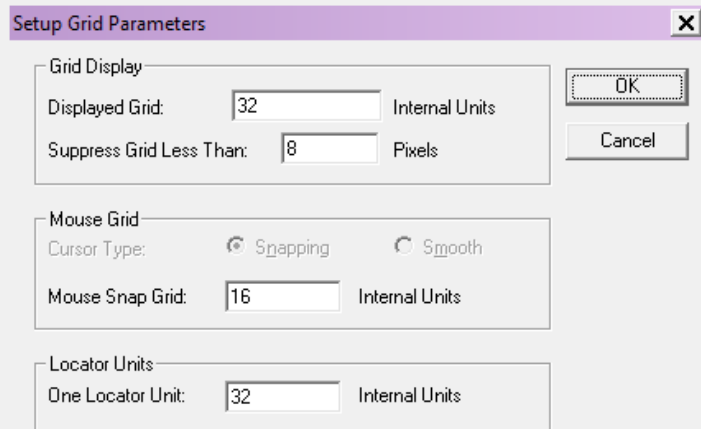 Setup Grid Parameters
Grid Display
Displayed Grid: 32 Internal Units
Suppress Grid Less Than: 8 Pixels
OK
Cancel
Mouse Grid
Cursor Type: Snapping Smooth
Mouse Snap Grid: 16 Internal Units
Locator Units
One Locator Unit: 32 Internal Units